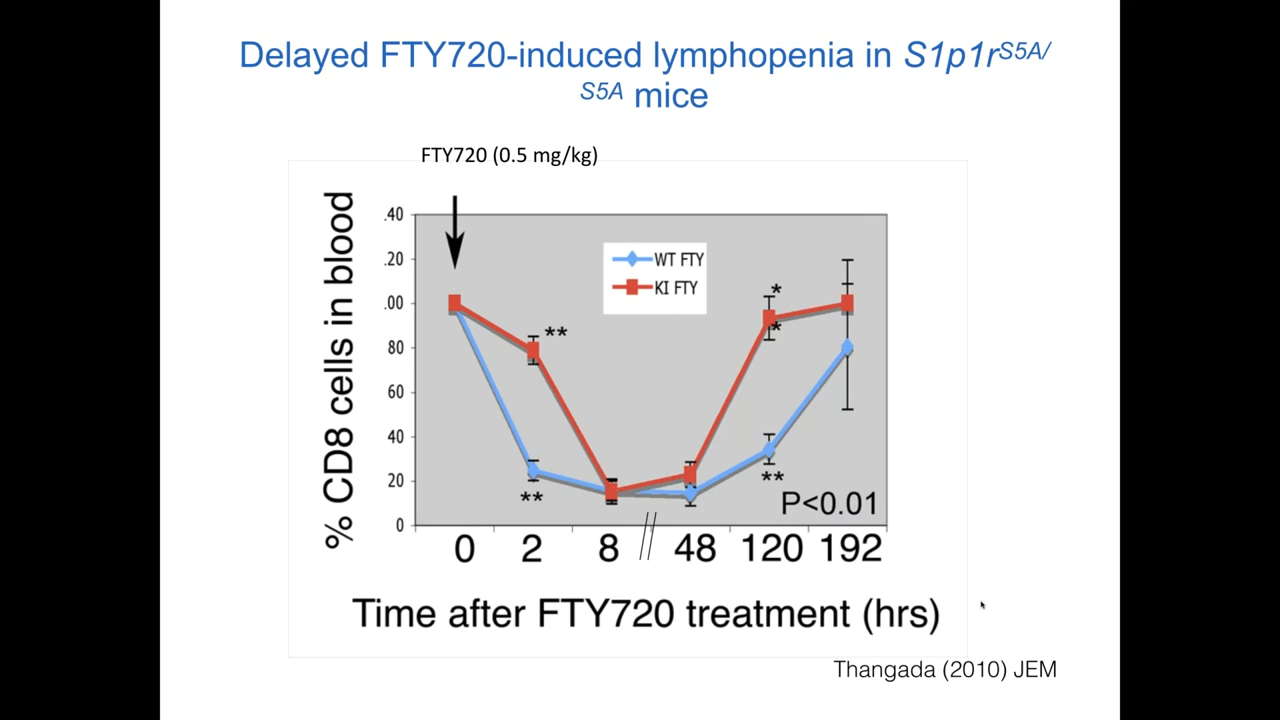 Delayed FTY720-induced lymphopenia in S1p1rS5A/
S5A mice
FTY720 (0.5 mg/kg)
% CD8 cells in blood
.40
.20
.00
80
60
40
20
0
WT FTY
KI FTY
**
**
*
*
**
P<0.01
0 2 8 // 48 120 192
Time after FTY720 treatment (hrs)
Thangada (2010) JEM